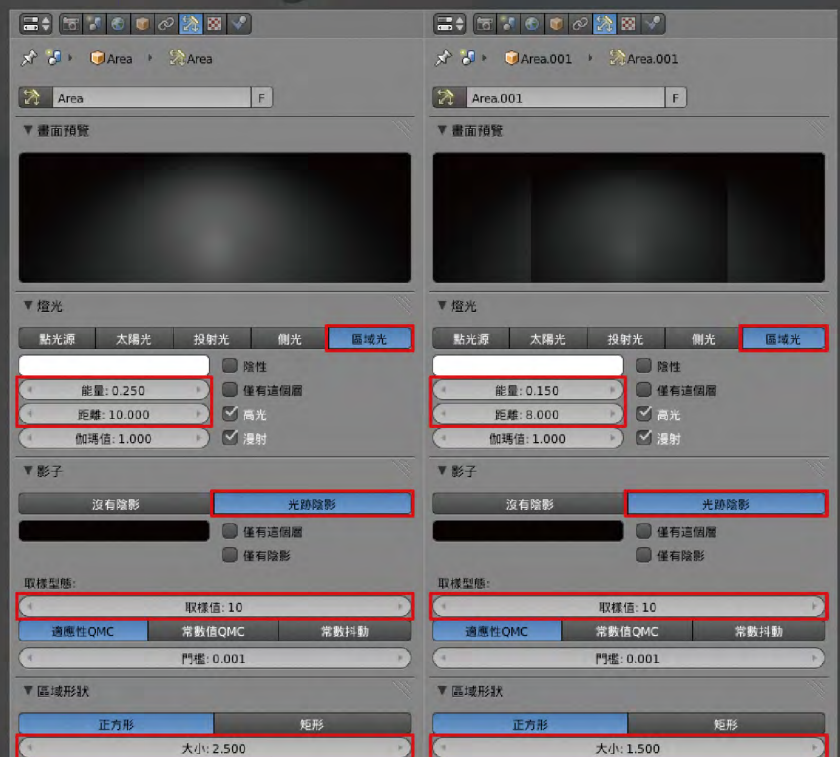 Area Area
Area F
畫面預覽
燈光
點光源 太陽光 投射光 側光 區域光
陰性
能量: 0.250 僅有這個層
距離: 10.000 高光
伽瑪值: 1.000 漫射
影子
沒有陰影 光跡陰影
僅有這個層
僅有陰影
取樣型態:
取樣值: 10
適應性QMC 常數值QMC 常數抖動
門檻: 0.001
區域形狀
正方形 矩形
大小: 2.500
Area.001 Area.001
Area.001 F
畫面預覽
燈光
點光源 太陽光 投射光 側光 區域光
陰性
能量: 0.150 僅有這個層
距離: 8.000 高光
伽瑪值: 1.000 漫射
影子
沒有陰影 光跡陰影
僅有這個層
僅有陰影
取樣型態:
取樣值: 10
適應性QMC 常數值QMC 常數抖動
門檻: 0.001
區域形狀
正方形 矩形
大小: 1.500